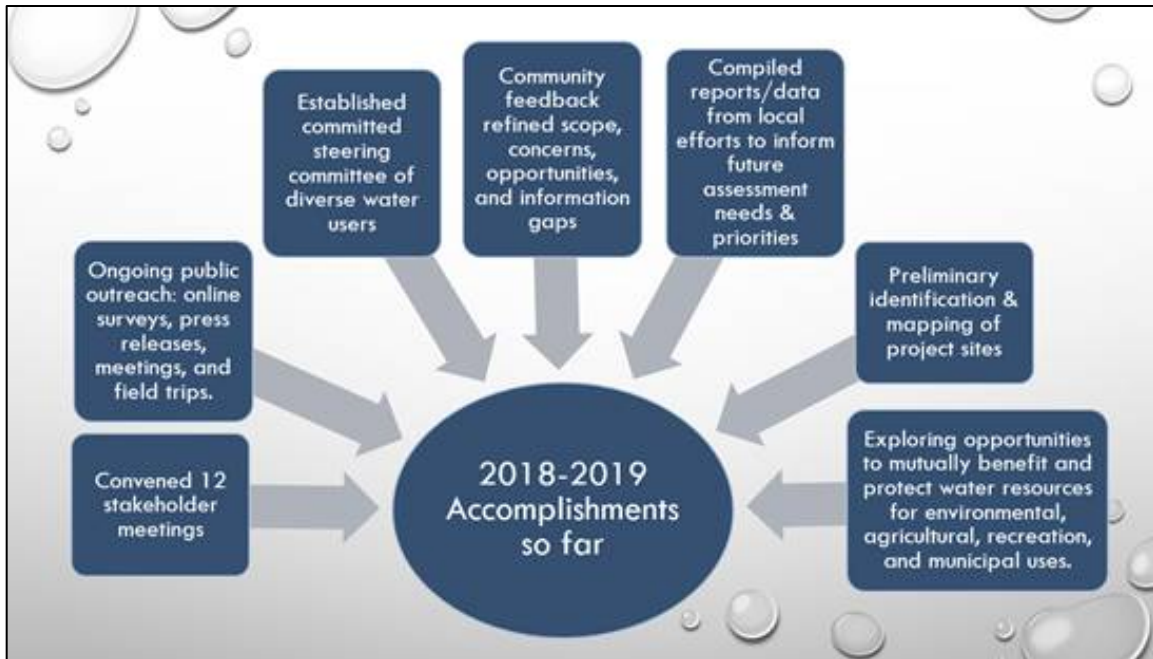 Convened 12
stakeholder
meetings
Ongoing public
outreach: online
surveys, press
releases,
meetings, and
field trips.
Established
committed
steering
committee of
diverse water
users
Community
feedback
refined scope,
concerns,
opportunities,
and information
gaps
Compiled
reports/data
from local
efforts to inform
future
assessment
needs &
priorities
Preliminary
identification &
mapping of
project sites
Exploring opportunities
to mutually benefit and
protect water resources
for environmental,
agricultural, recreation,
and municipal uses.
2018-2019
Accomplishments
so far